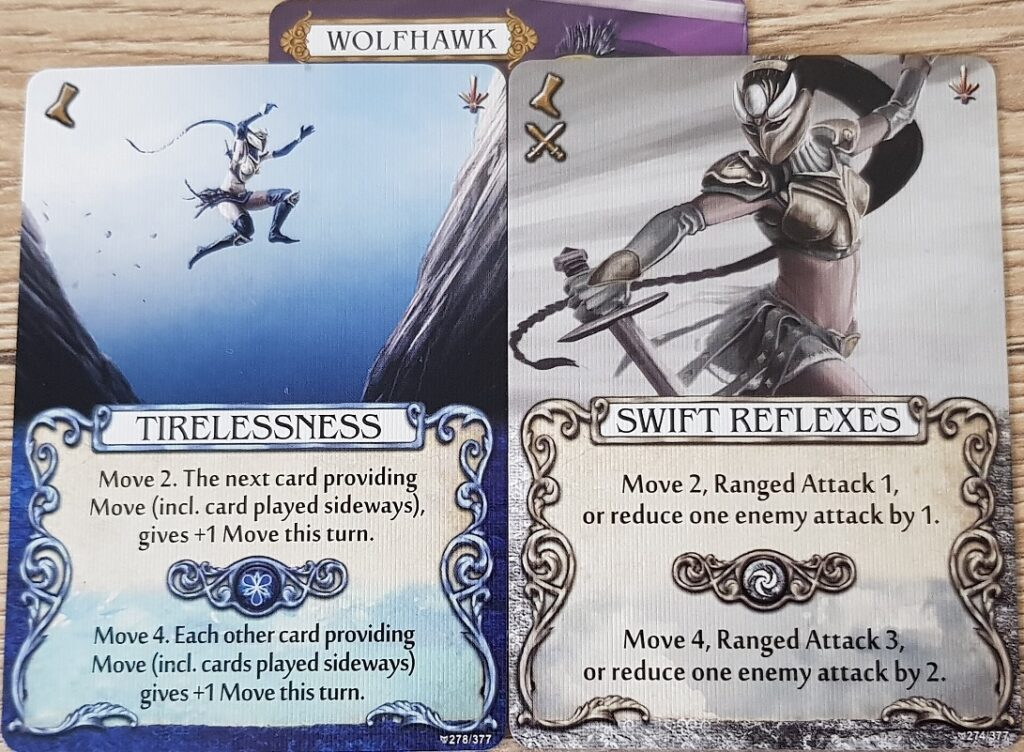 WOLFHAWK
TIRELESSNESS
Move 2. The next card providing
Move (incl. card played sideways),
gives +1 Move this turn.
Move 4. Each other card providing
Move (incl. cards played sideways)
gives +1 Move this turn.
278/377
SWIFT REFLEXES
Move 2, Ranged Attack 1,
or reduce one enemy attack by 1.
Move 4, Ranged Attack 3,
or reduce one enemy attack by 2.
274/377